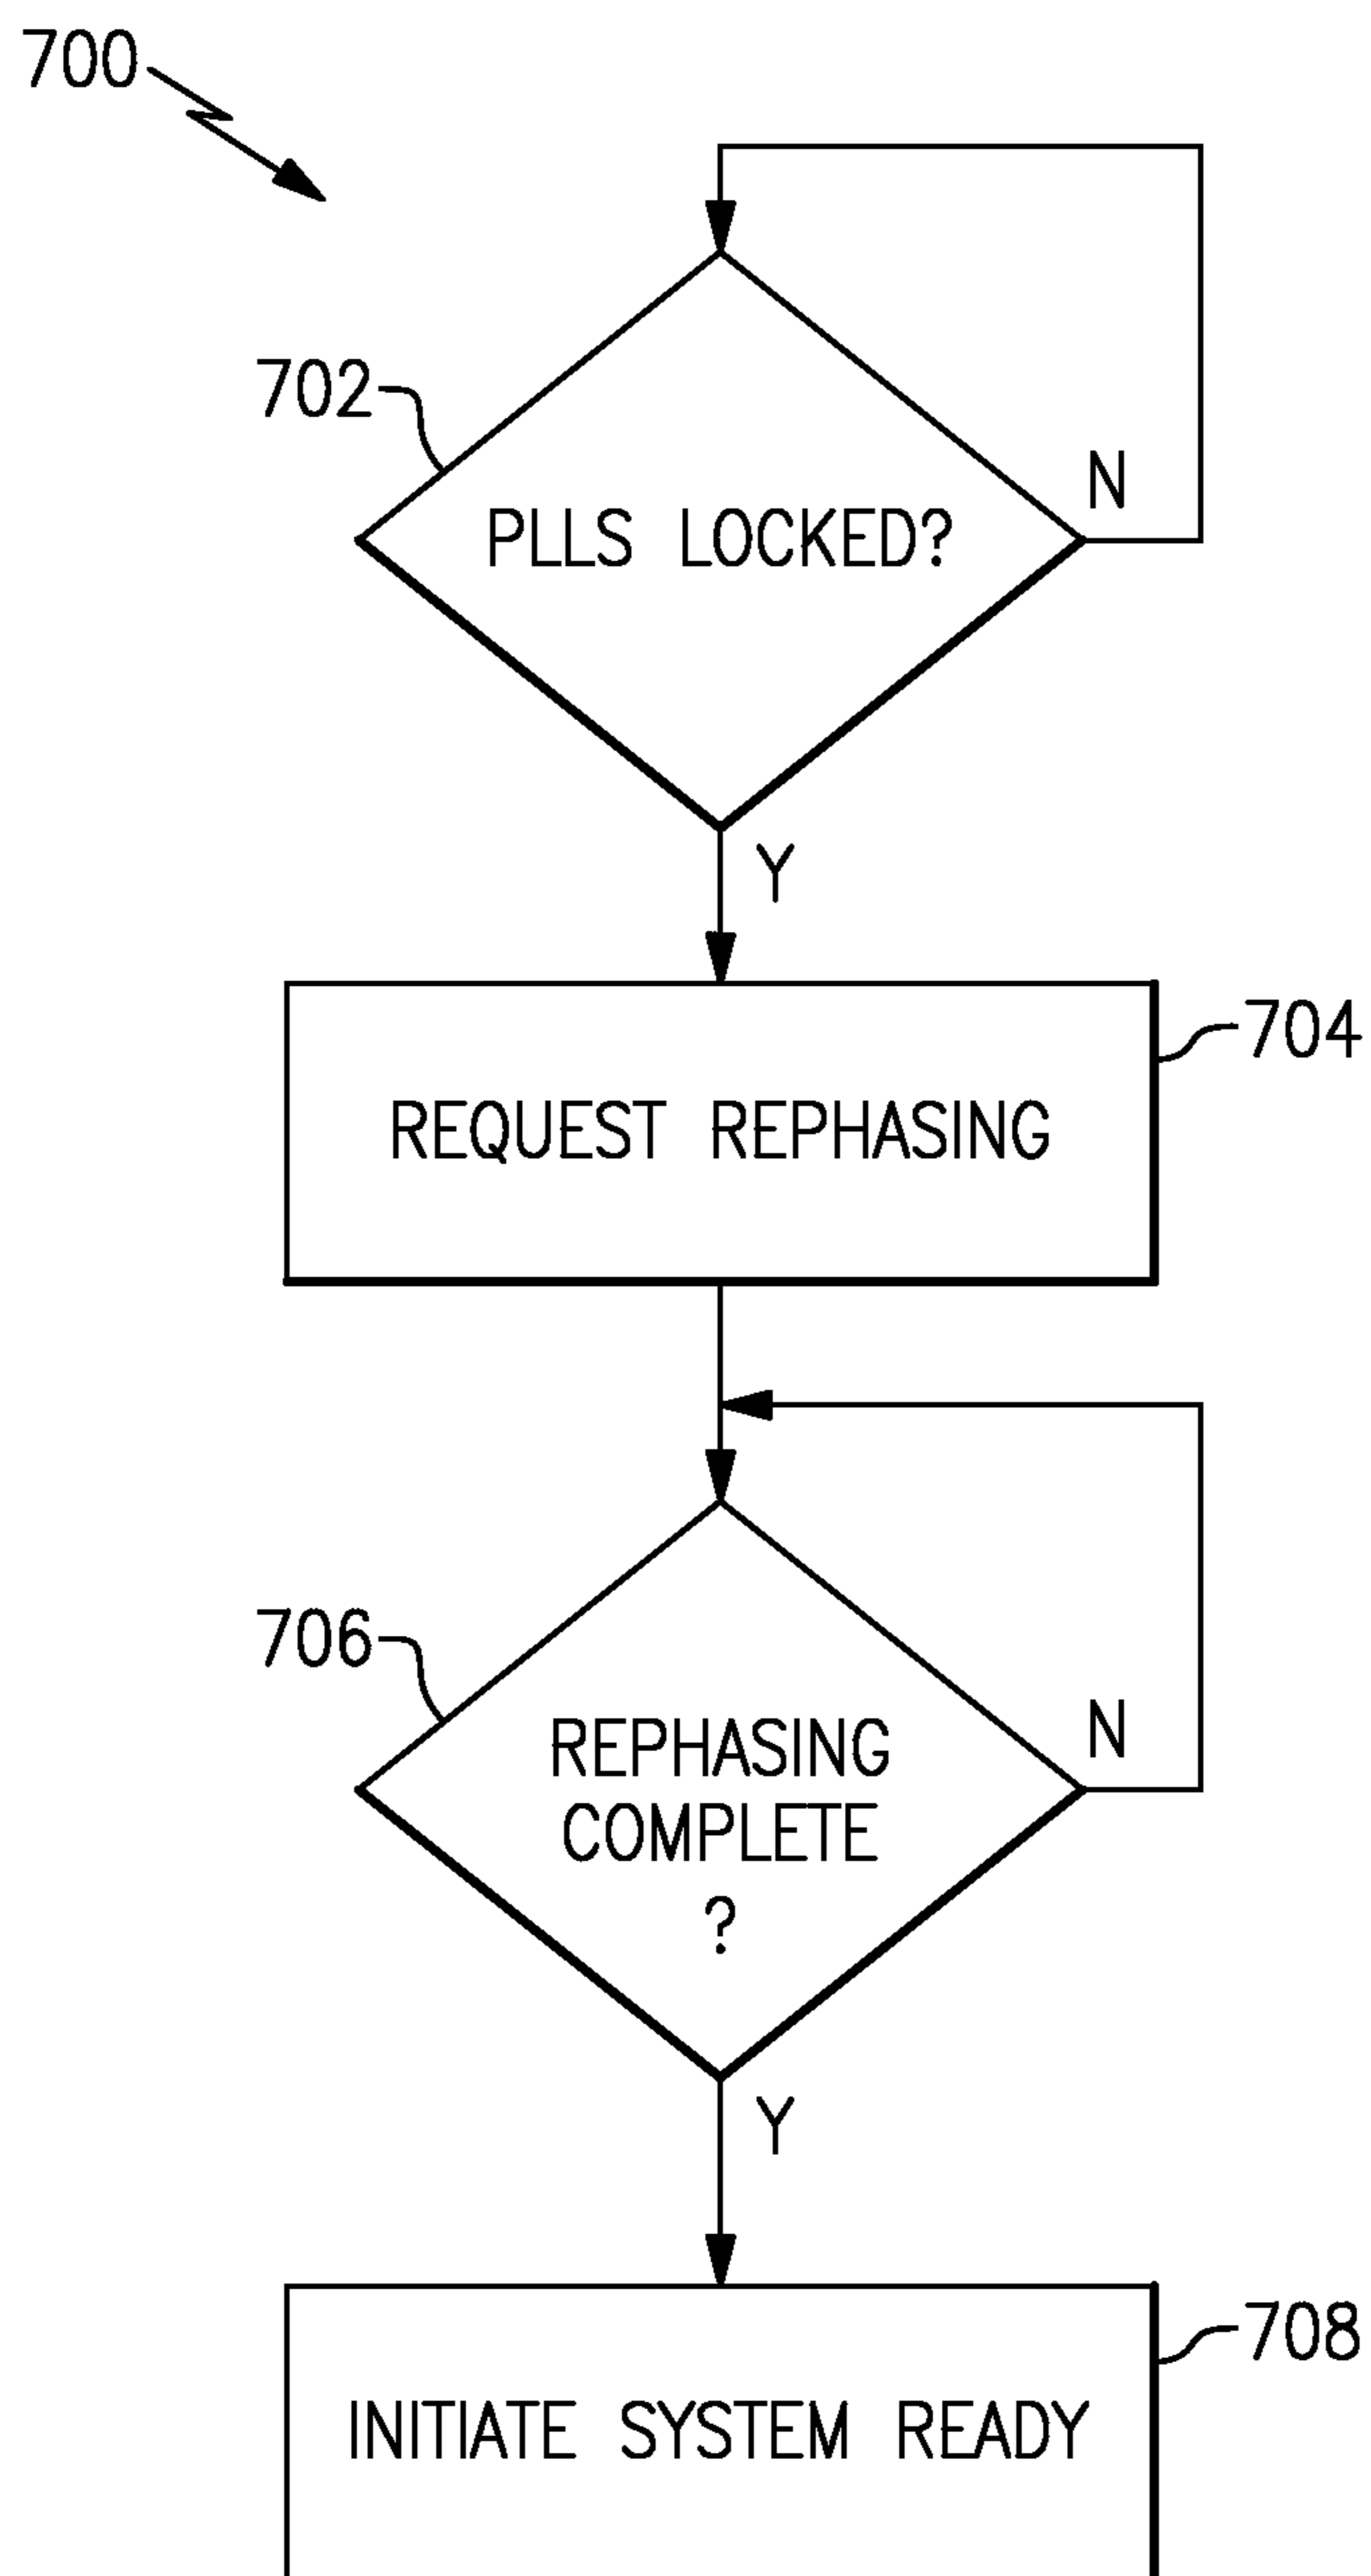 700
702
PLLS LOCKED?
N
Y
704
REQUEST REPHASING
706
REPHASING
COMPLETE
?
N
Y
708
INITIATE SYSTEM READY